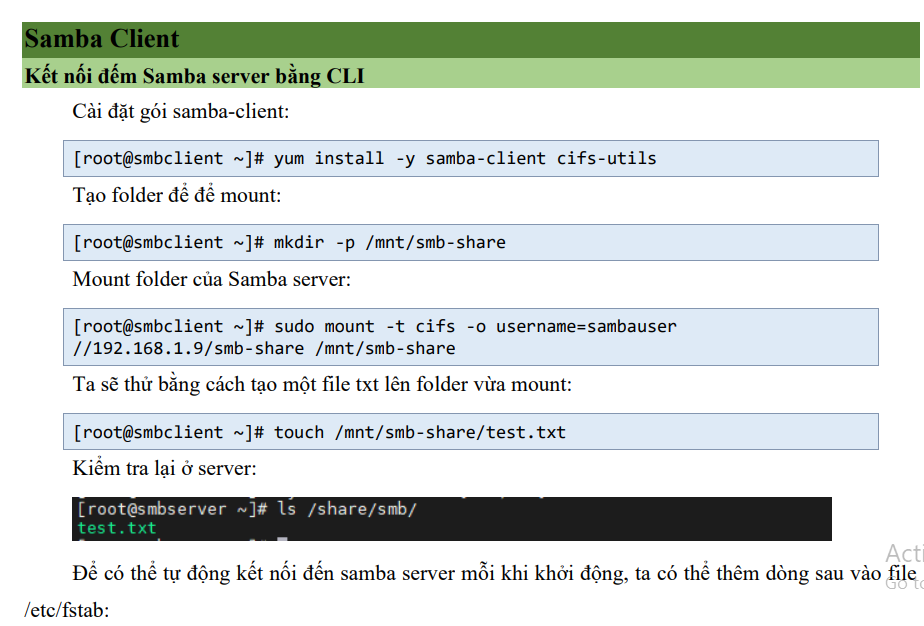 Samba Client
Kết nối đếm Samba server bằng CLI
Cài đặt gói samba-client:
[root@smbclient ~]# yum install -y samba-client cifs-utils
Tạo folder để để mount:
[root@smbclient ~]# mkdir -p /mnt/smb-share
Mount folder của Samba server:
[root@smbclient ~]# sudo mount -t cifs -o username=sambauser
//192.168.1.9/smb-share /mnt/smb-share
Ta sẽ thử bằng cách tạo một file txt lên folder vừa mount:
[root@smbclient ~]# touch /mnt/smb-share/test.txt
Kiểm tra lại ở server:
[root@smbserver ~]# ls /share/smb/
test.txt
Để có thể tự động kết nối đến samba server mỗi khi khởi động, ta có thể thêm dòng sau vào file
/etc/fstab: